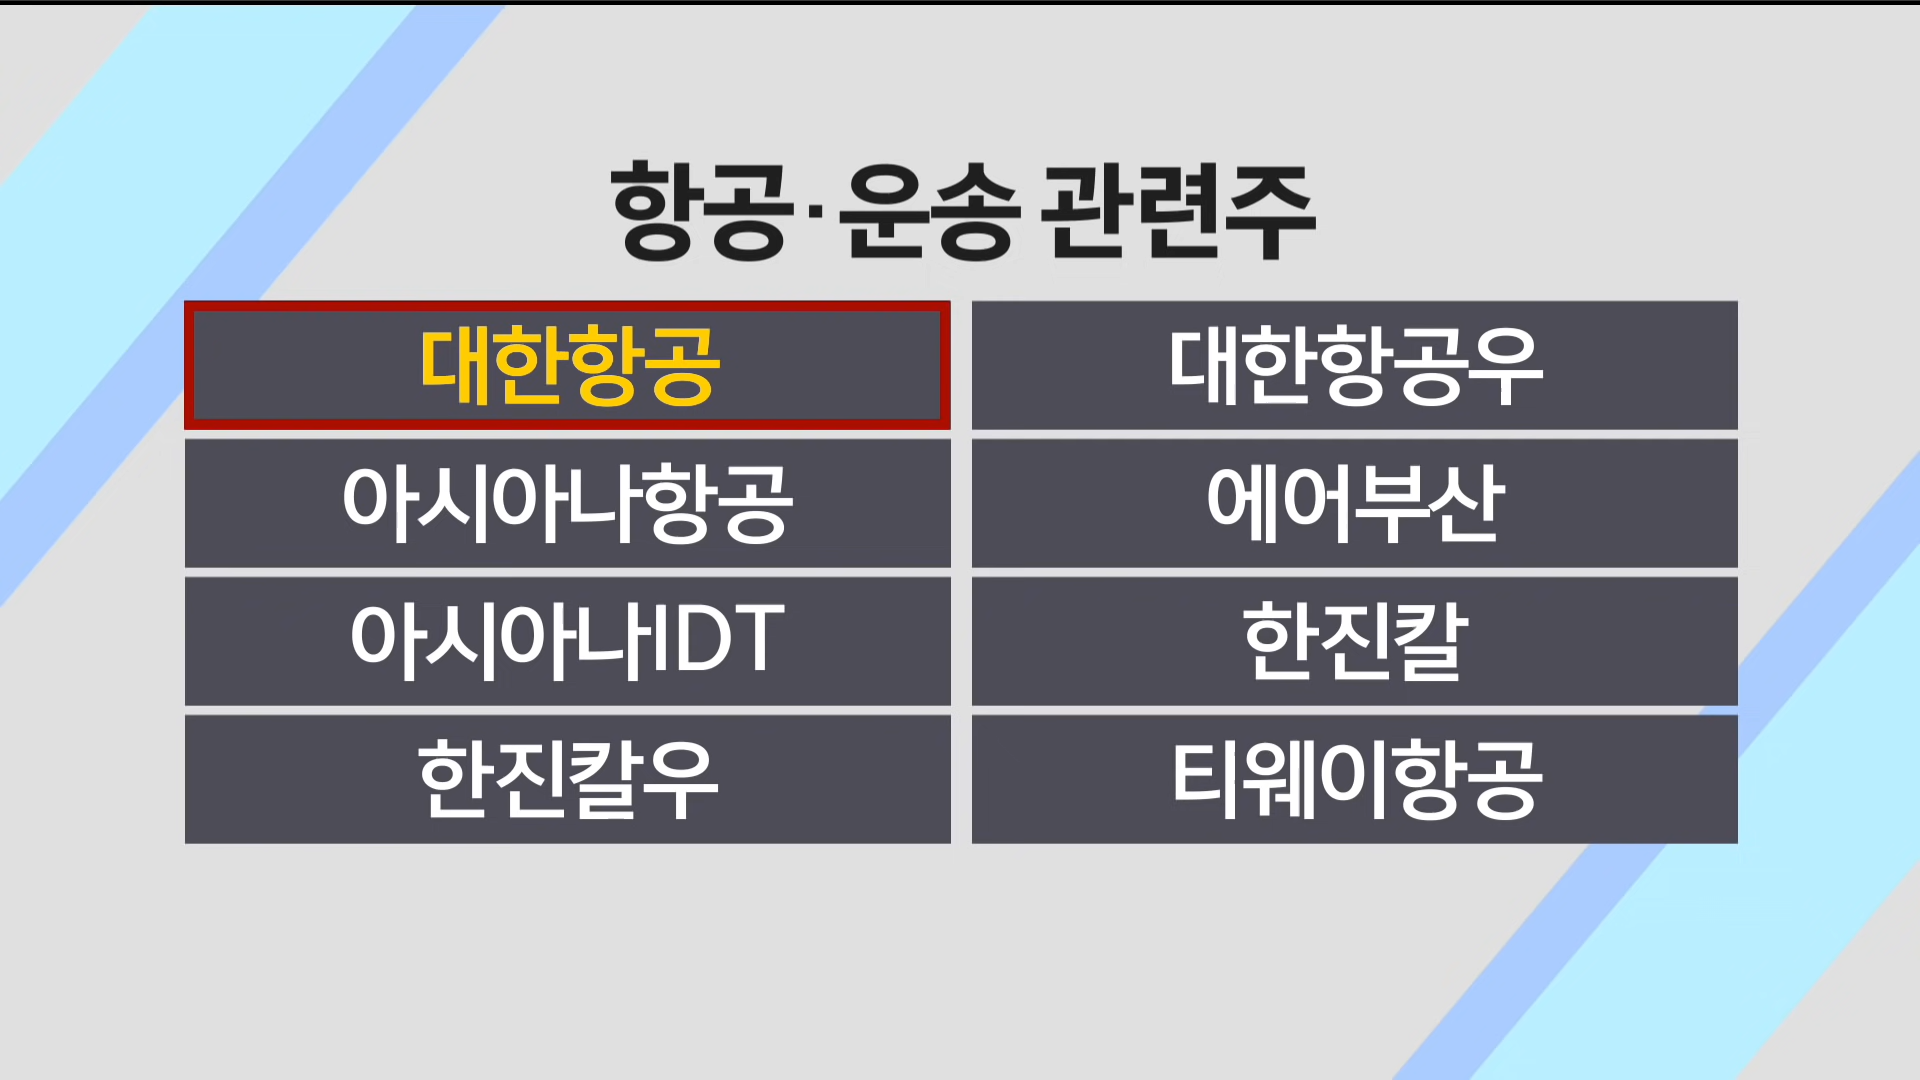 항공·운송 관련주
대한항공
대한항공우
아시아나항공
에어부산
아시아나IDT
한진칼
한진칼우
티웨이항공